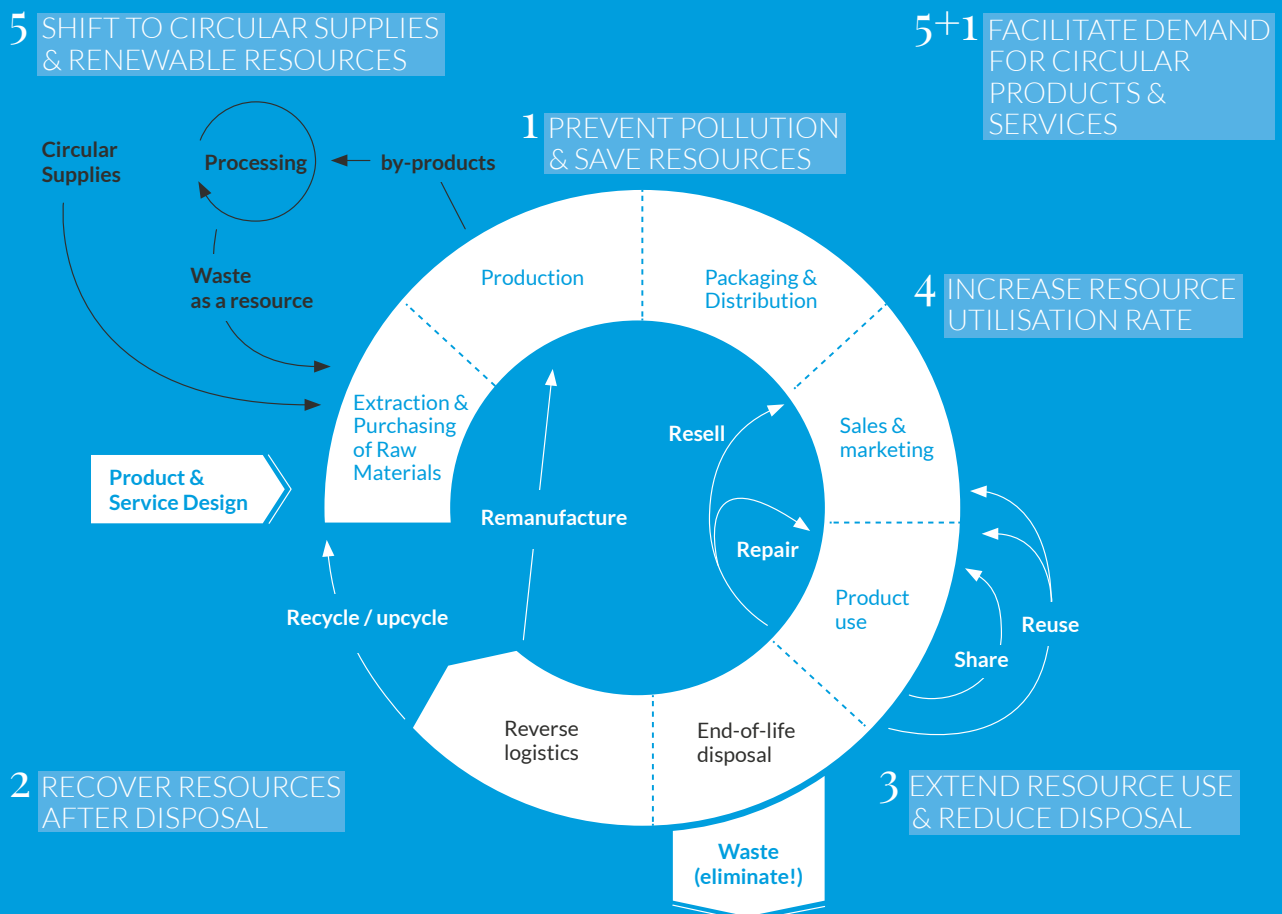 5 SHIFT TO CIRCULAR SUPPLIES
& RENEWABLE RESOURCES
5+1 FACILITATE DEMAND
FOR CIRCULAR
PRODUCTS &
SERVICES
1 PREVENT POLLUTION
& SAVE RESOURCES
Circular
Supplies
Processing
by-products
Waste
as a resource
Production
Packaging &
Distribution
4 INCREASE RESOURCE
UTILISATION RATE
Extraction &
Purchasing
of Raw
Materials
Resell
Sales &
marketing
Product &
Service Design
Remanufacture
Repair
Recycle / upcycle
Product
use
Reuse
Share
Reverse
logistics
End-of-life
disposal
2 RECOVER RESOURCES
AFTER DISPOSAL
3 EXTEND RESOURCE USE
& REDUCE DISPOSAL
Waste
(eliminate!)